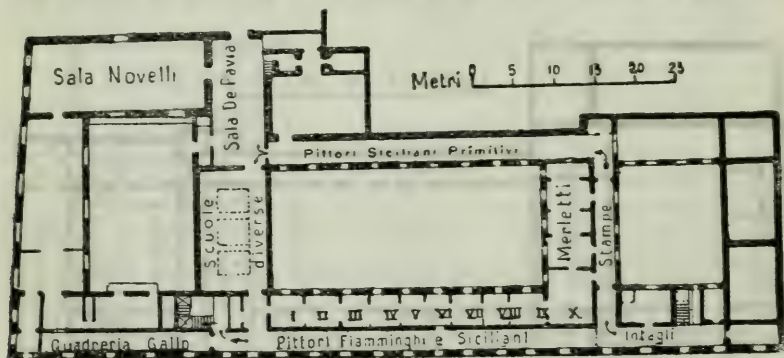 Sala Novelli
Sala De Pavia
Metri 0 5 10 15 20 25
Pittori Siciliani Primitivi
Scuole
diverse
Merletti
Stampe
I II III IV V VI VII VIII IX X
Quadreria Gallo
Pittori Fiamminghi e Siciliani
Intagli